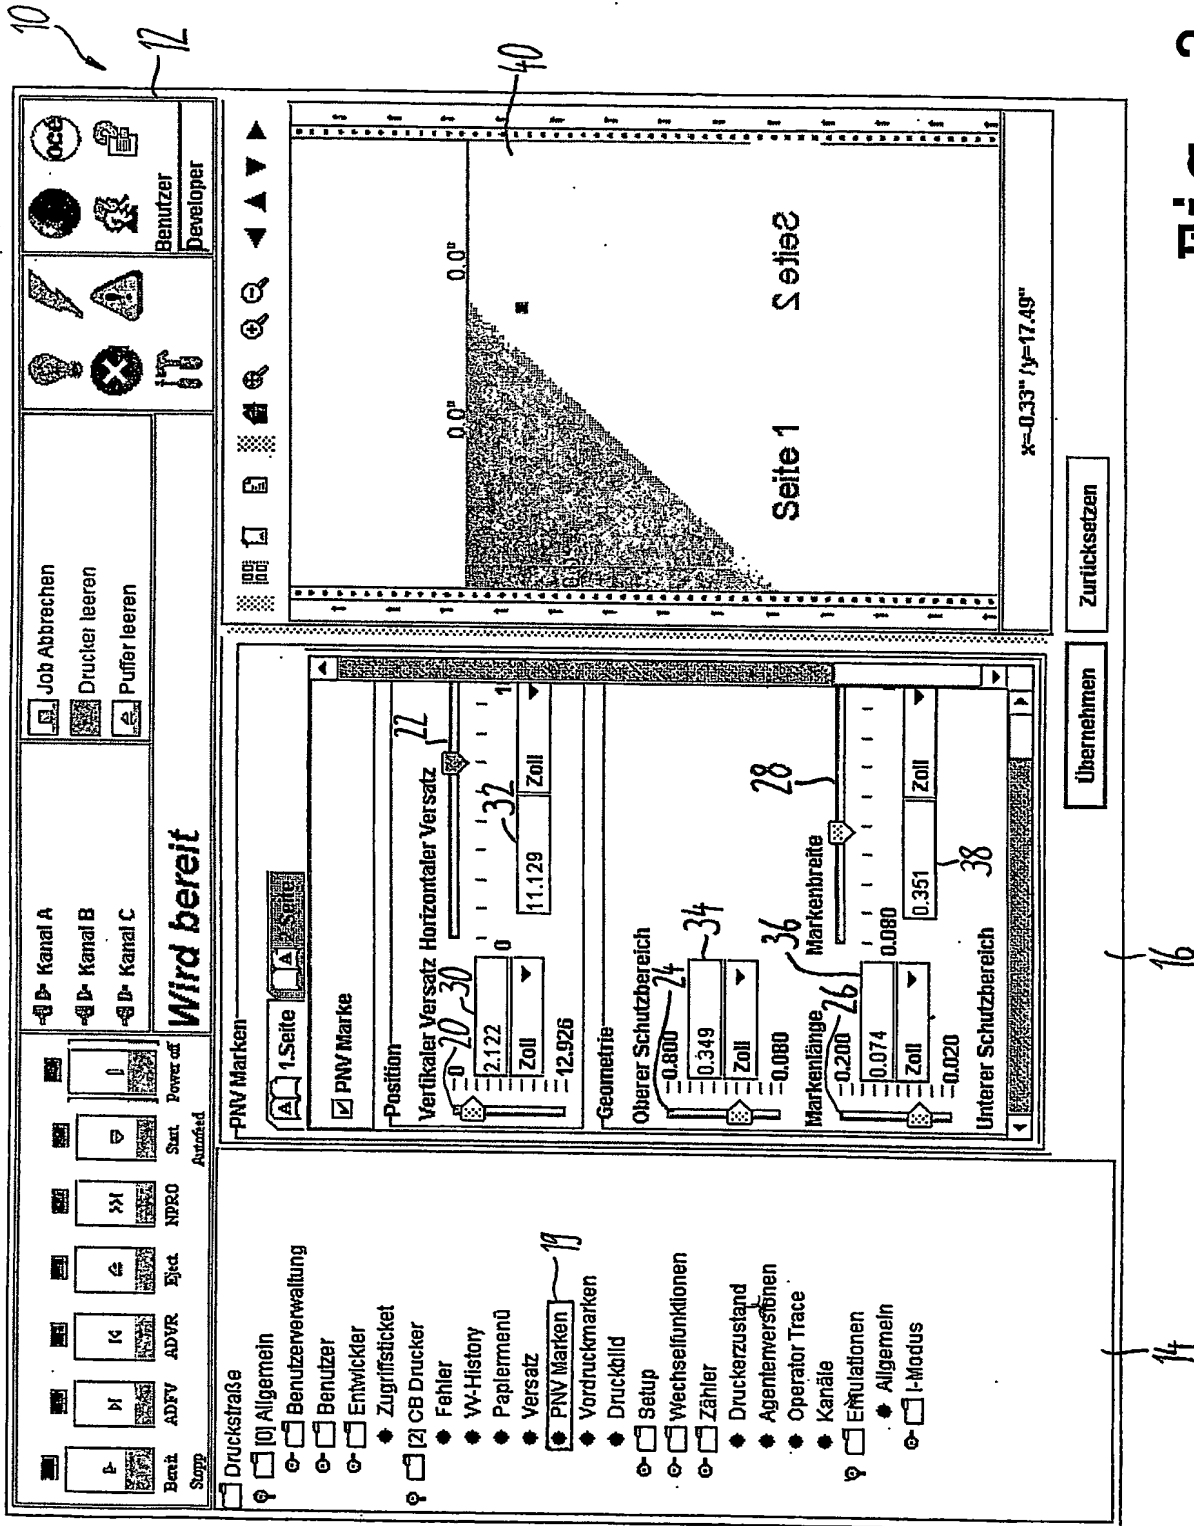 10
12
Bereit
Stopp
ADFV
ADVR
Eject
NPRO
Start
Autofeed
Power off
Kanal A
Kanal B
Kanal C
Job Abbrechen
Drucker leeren
Puffer leeren
Wird bereit
océ
Benutzer
Developer
Druckstraße
[0] Allgemein
Benutzerverwaltung
Benutzer
Entwickler
Zugriffsticket
[2] CB Drucker
Fehler
VV-History
Papiermenü
Versatz
PNV Marken
19
Vordruckmarken
Druckbild
Setup
Wechselfunktionen
Zähler
Druckerzustand
Agentenversionen
Operator Trace
Kanäle
Emulationen
Allgemein
I-Modus
14
PNV Marken
1.Seite
2. Seite
PNV Marke
Position
Vertikaler Versatz Horizontaler Versatz
20
30
22
32
0
2.122
Zoll
12.926
0
11.129
Zoll
Geometrie
Oberer Schutzbereich
24
34
0.800
0.349
Zoll
0.080
Markenlänge
26
36
0.200
0.074
Zoll
0.020
Markenbreite
28
0.080
0.351
Zoll
38
Unterer Schutzbereich
16
Übernehmen
Zurücksetzen
0.0"
0.0"
40
Seite 1
Seite 2
x=-0.33" /y=17.49"